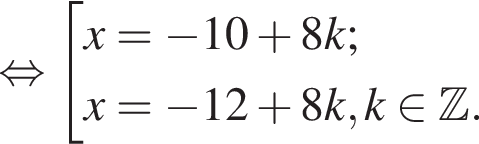 ⇔ [ x = −10 + 8k;
x = −12 + 8k, k ∈ ℤ.